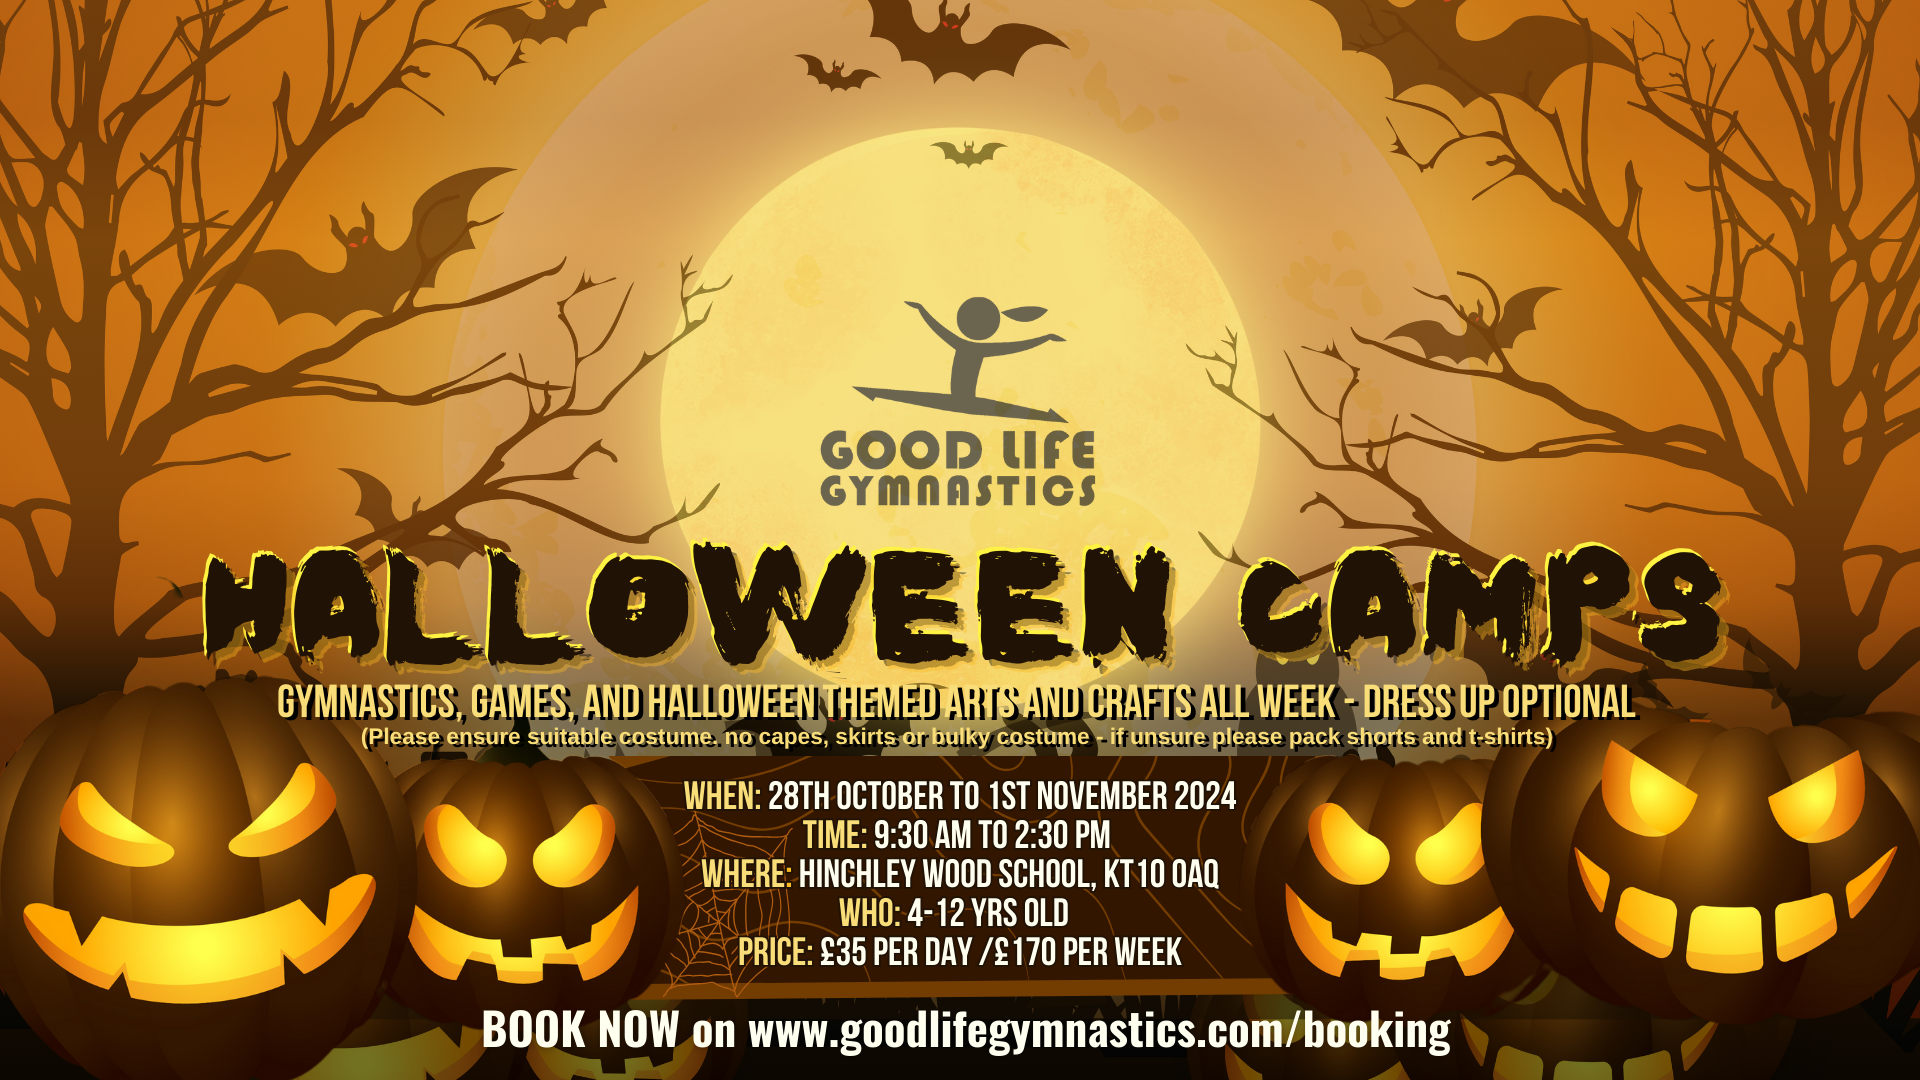 GOOD LIFE
GYMNASTICS
HALLOWEEN CAMPS
GYMNASTICS, GAMES, AND HALLOWEEN THEMED ARTS AND CRAFTS ALL WEEK - DRESS UP OPTIONAL
(Please ensure suitable costume. no capes, skirts or bulky costume - if unsure please pack shorts and t-shirts)
WHEN: 28TH OCTOBER TO 1ST NOVEMBER 2024
TIME: 9:30 AM TO 2:30 PM
WHERE: HINCHLEY WOOD SCHOOL, KT10 0AQ
WHO: 4-12 YRS OLD
PRICE: £35 PER DAY /£170 PER WEEK
BOOK NOW on www.goodlifegymnastics.com/booking